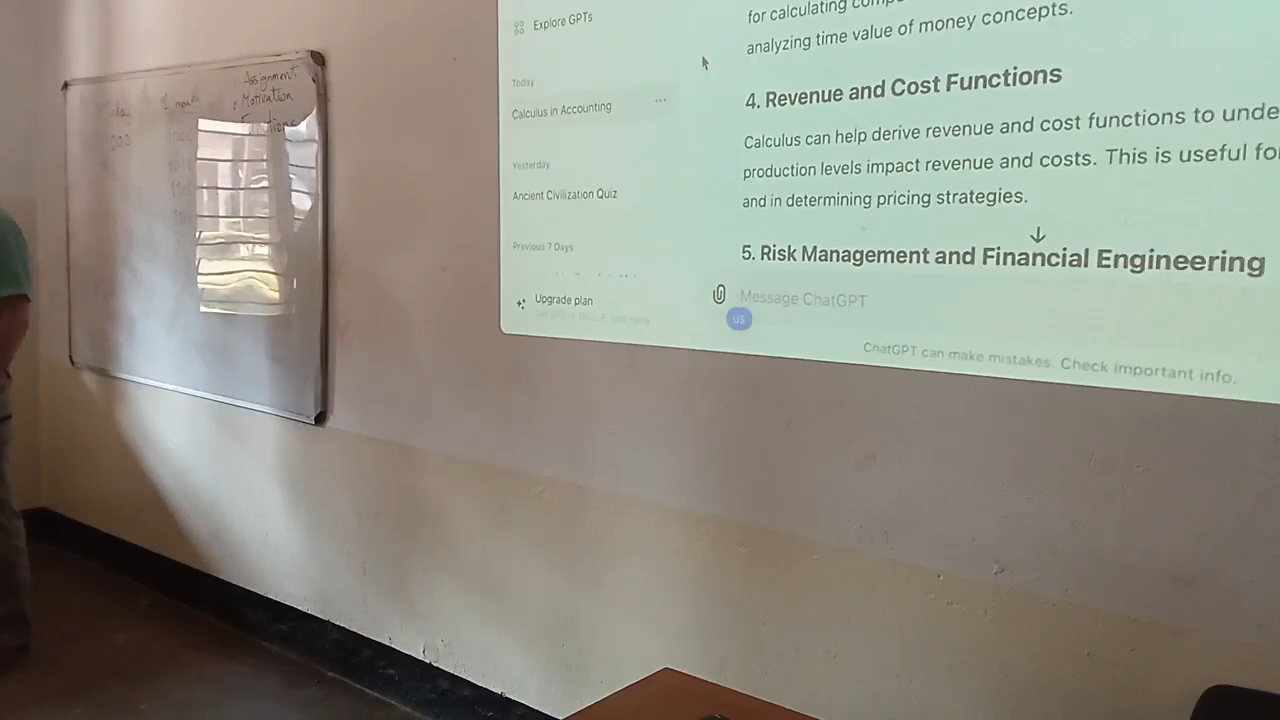 Assignment
Motivation
Functions
Explore GPTs
Today
Calculus in Accounting
...
Yesterday
Ancient Civilization Quiz
Previous 7 Days
Upgrade plan
for calculating
analyzing time value of money concepts.
4. Revenue and Cost Functions
Calculus can help derive revenue and cost functions to unde
production levels impact revenue and costs. This is useful fo
and in determining pricing strategies.
5. Risk Management and Financial Engineering
Message ChatGPT
US
ChatGPT can make mistakes. Check important info.